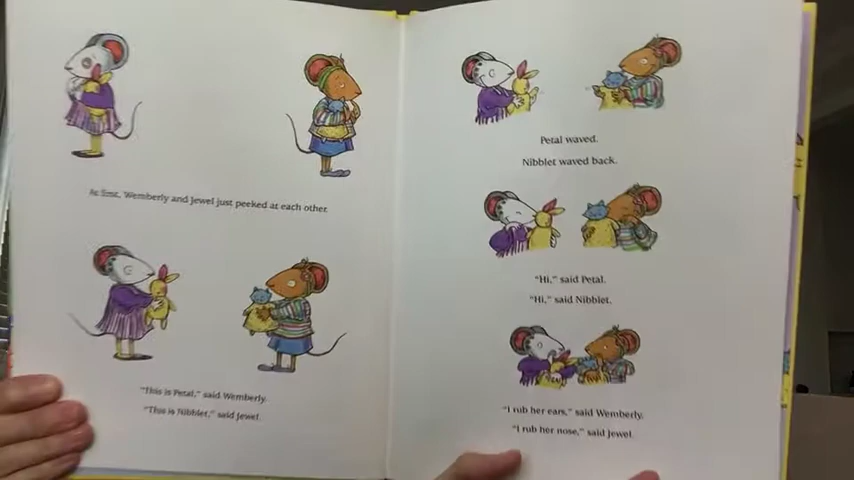 At first, Wemberly and Jewel just peeked at each other.
"This is Petal," said Wemberly.
"This is Nibblet," said Jewel.
Petal waved.
Nibblet waved back.
"Hi," said Petal.
"Hi," said Nibblet.
"I rub her ears," said Wemberly.
"I rub her nose," said Jewel.